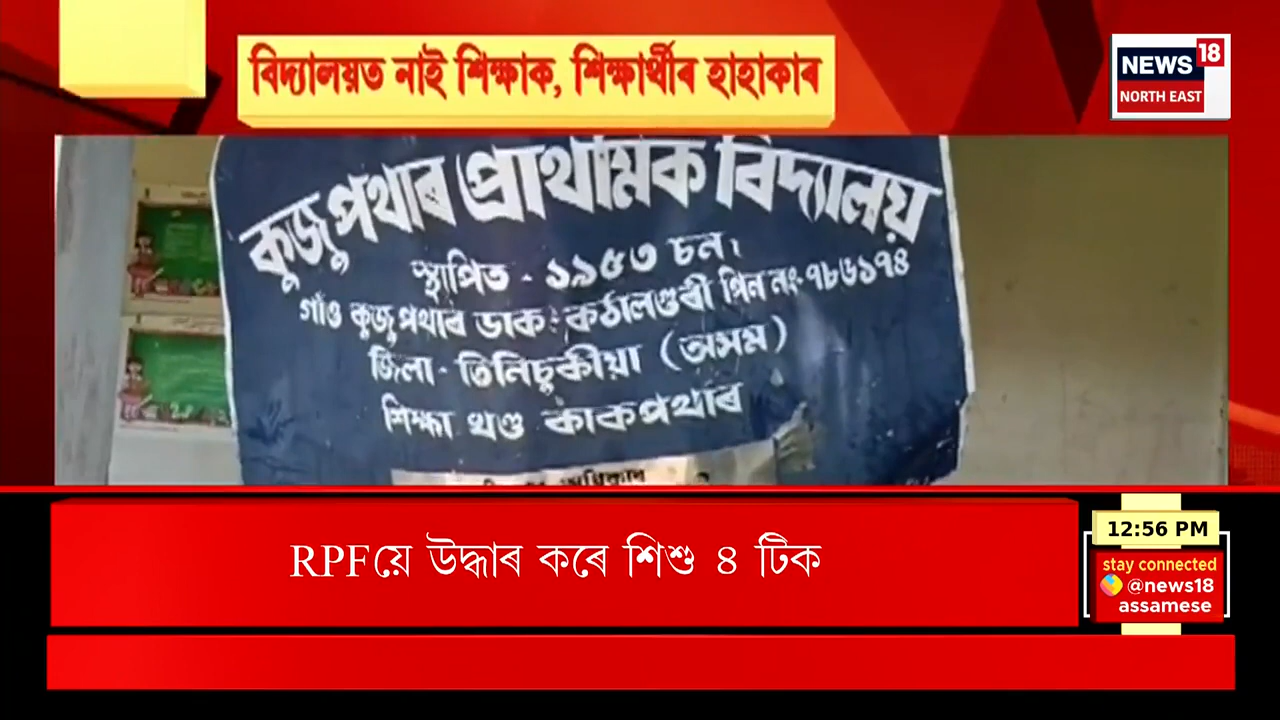 বিদ্যালয়ত নাই শিক্ষাক, শিক্ষাৰ্থীৰ হাহাকাৰ
NEWS 18
NORTH EAST
কুজু পথাৰ প্ৰাথমিক বিদ্যালয়
স্থাপিত - ১৯৫৩ চন।
গাও কুজু পথাৰ ডাক: কঠালগুৰী পিন নং-৭৮৬১৭৪
জিলা - তিনিচুকীয়া (অসম)
শিক্ষা খণ্ড কাকপথাৰ
RPFয়ে উদ্ধাৰ কৰে শিশু ৪ টিক
12:56 PM
stay connected
@news18
assamese